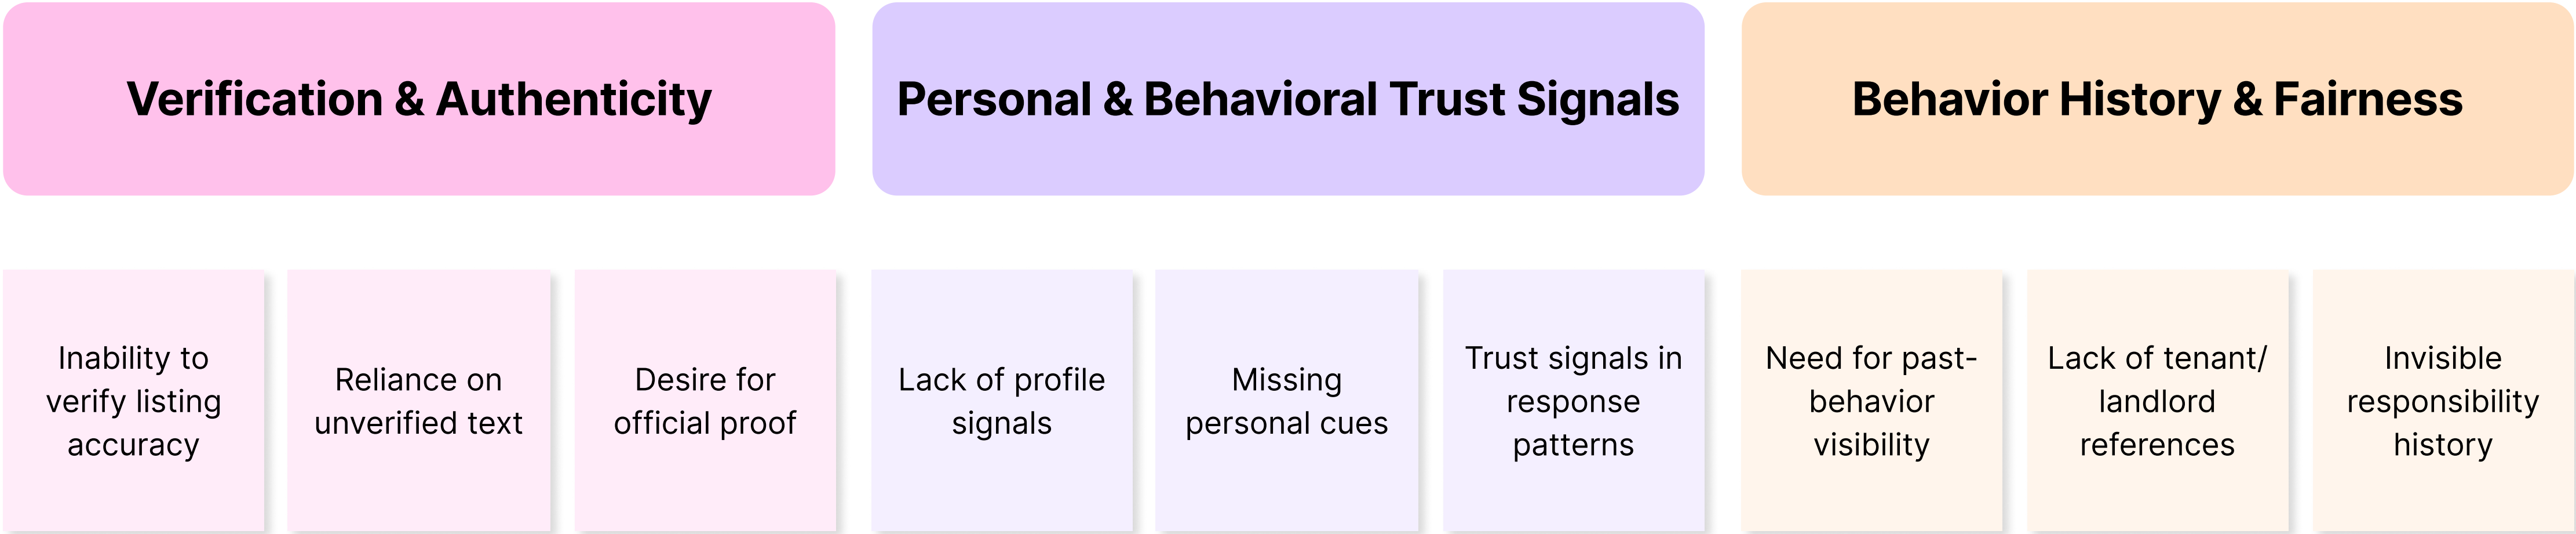 Verification & Authenticity
Personal & Behavioral Trust Signals
Behavior History & Fairness
Inability to
verify listing
accuracy
Reliance on
unverified text
Desire for
official proof
Lack of profile
signals
Missing
personal cues
Trust signals in
response
patterns
Need for past-
behavior
visibility
Lack of tenant/
landlord
references
Invisible
responsibility
history